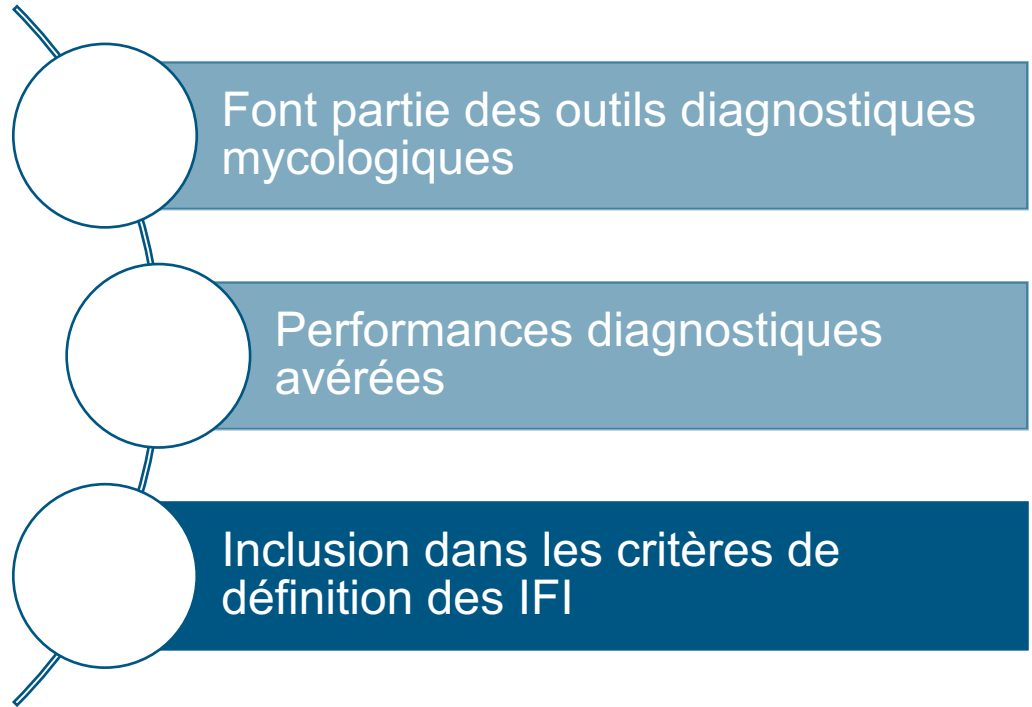 Font partie des outils diagnostiques
mycologiques
Performances diagnostiques
avérées
Inclusion dans les critères de
définition des IFI